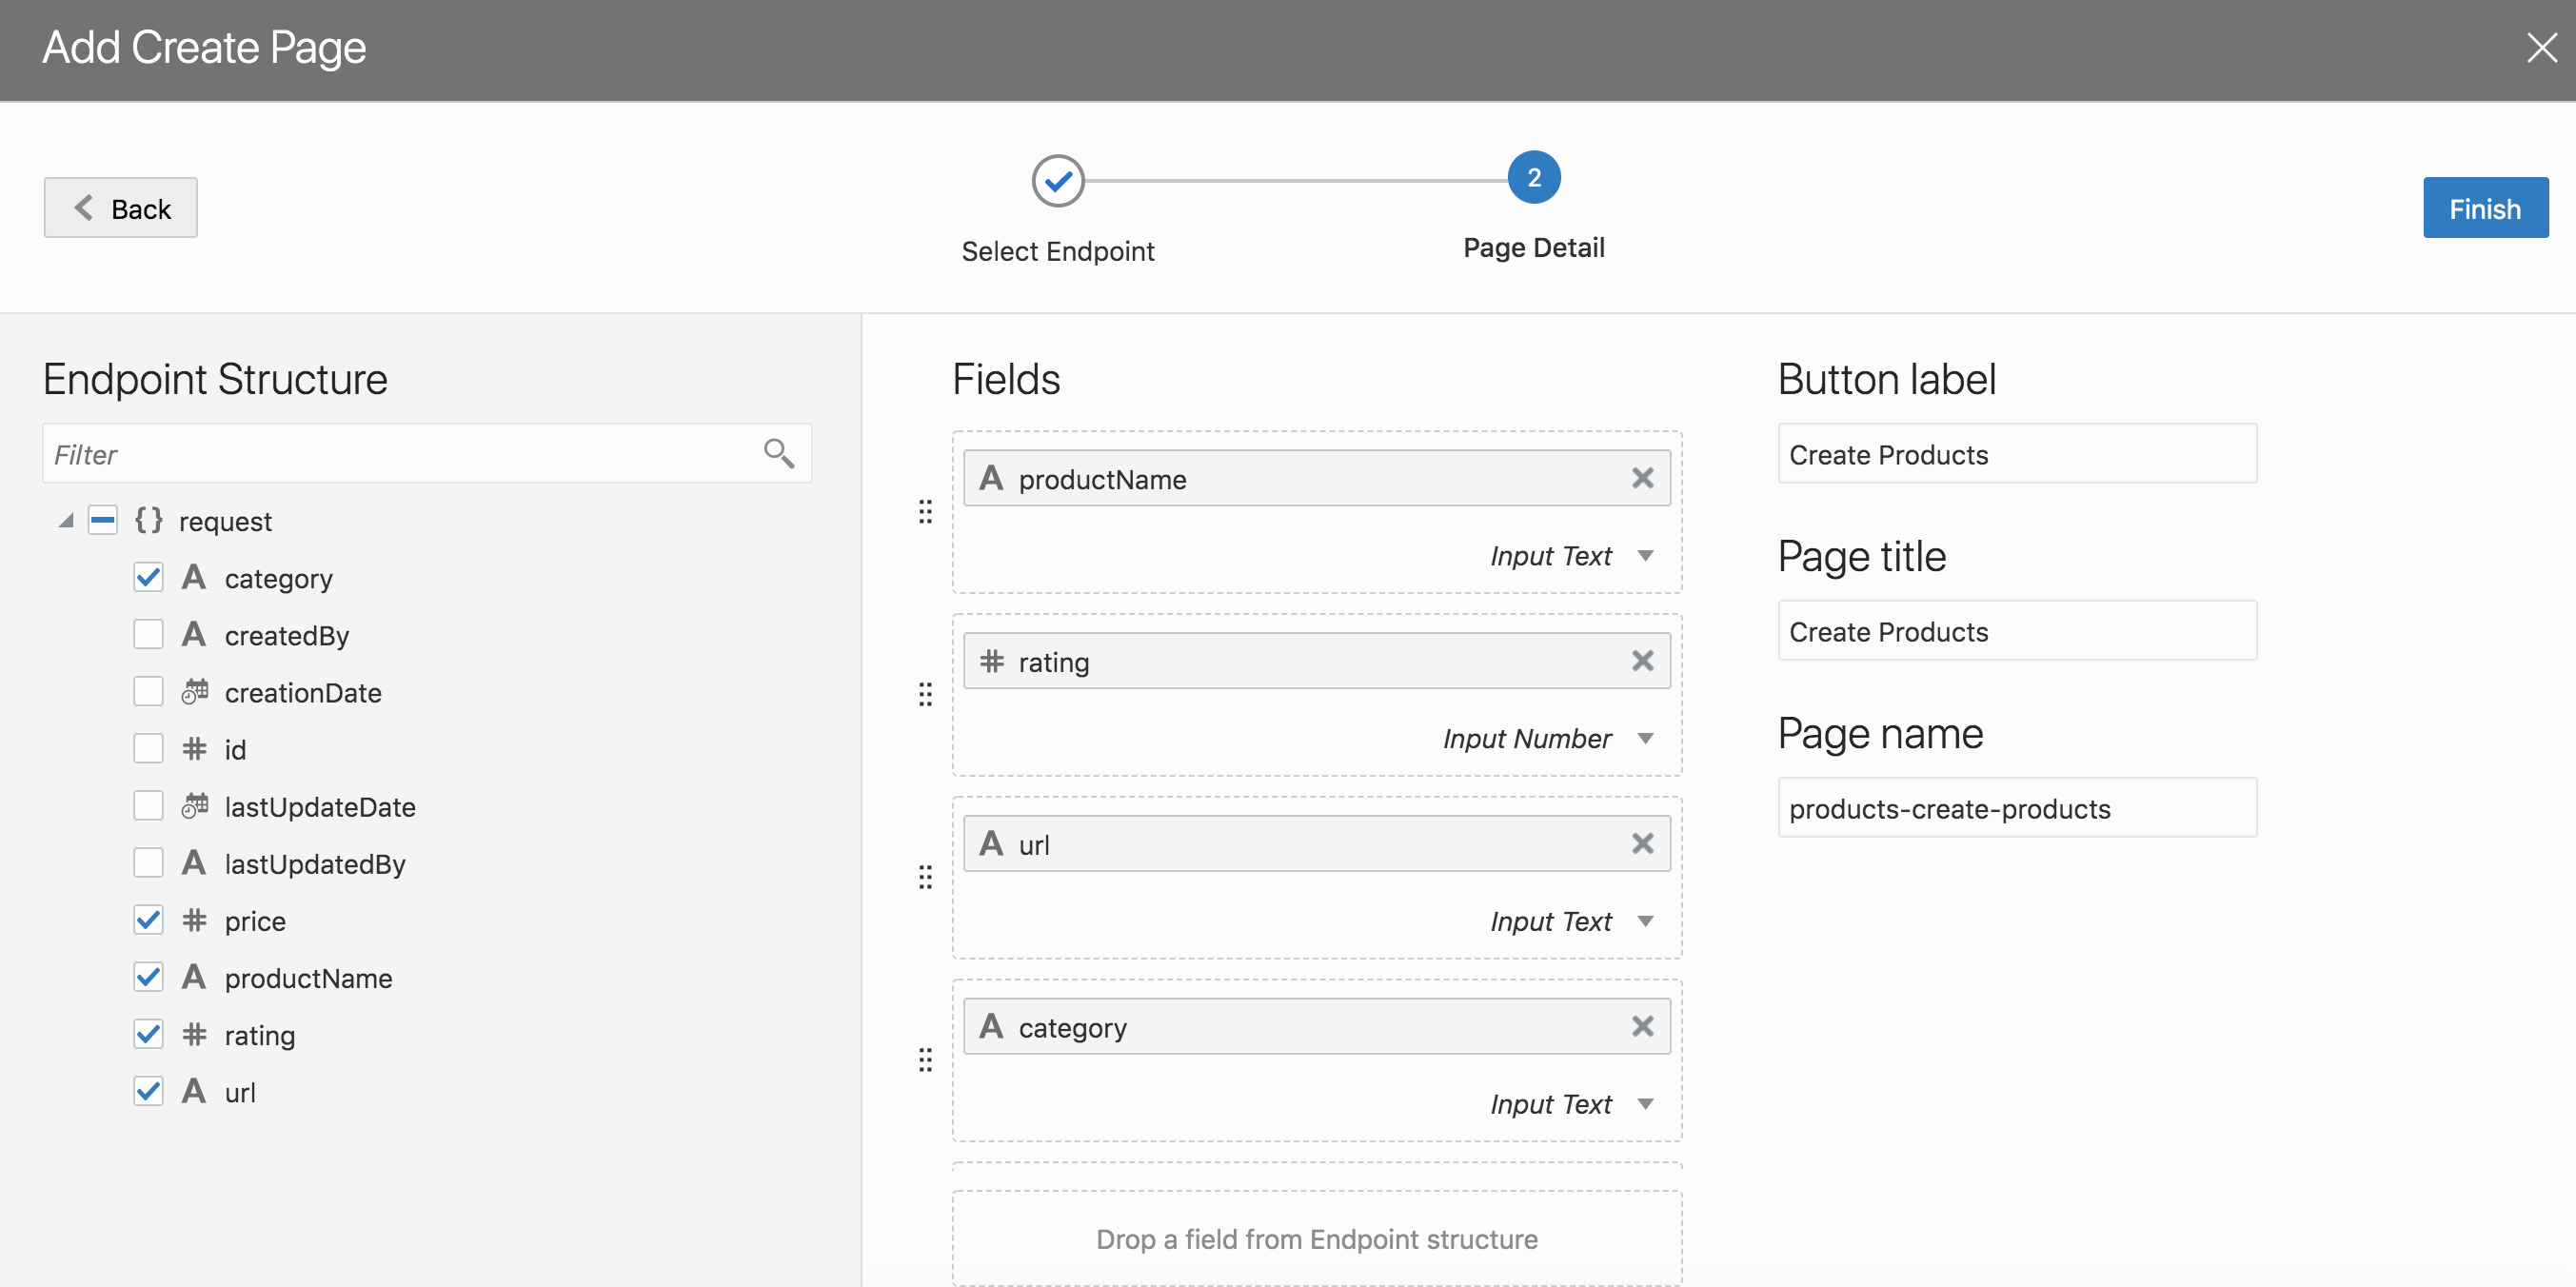 Add Create Page
Back
Select Endpoint
2
Page Detail
Finish
Endpoint Structure
Filter
{} request
A category
A createdBy
creationDate
# id
lastUpdateDate
A lastUpdatedBy
# price
A productName
# rating
A url
Fields
A productName
Input Text
# rating
Input Number
A url
Input Text
A category
Input Text
Drop a field from Endpoint structure
Button label
Create Products
Page title
Create Products
Page name
products-create-products